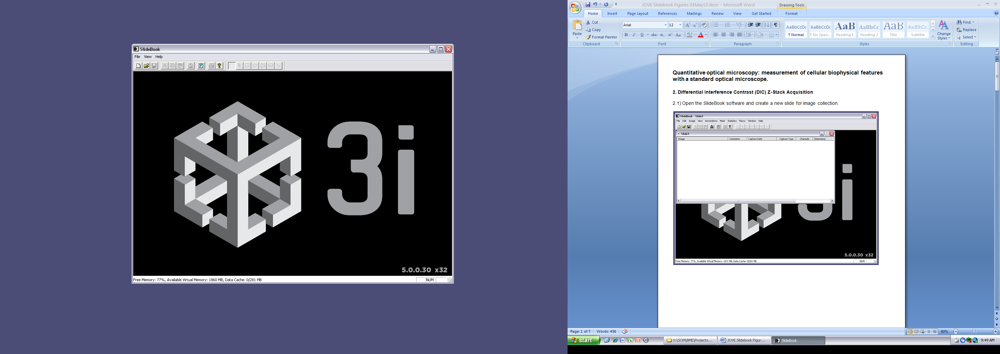 SlideBook
File View Help
3i
5.0.0.30 x32
Free Memory: 77%, Available Virtual Memory: 1860 MB, Data Cache: 0/281 MB
NUM
JOVE Slidebook Figures 01May13.docx - Microsoft Word
Drawing Tools
Home Insert Page Layout References Mailings Review View Get Started Format
Paste
Cut
Copy
Format Painter
Clipboard
Arial 12
Font
Paragraph
AaBbCcDc AaBbCcDc AaB AaBbCc AaB AaBbCc.
¶ Normal ¶ No Spaci... Heading 1 Heading 2 Title Subtitle
Change
Styles
Styles
Find
Replace
Select
Editing
Quantitative optical microscopy: measurement of cellular biophysical features
with a standard optical microscope.
2. Differential Interference Contrast (DIC) Z-Stack Acquisition
2.1) Open the SlideBook software and create a new slide for image collection.
SlideBook - Slide1
File Edit Image View Annotations Mask Statistics Macro Window Help
Slide1
Image Comments Capture Date Capture Type Channels Dimensions
3i
5.0.0.30 x32
Free Memory: 77%, Available Virtual Memory: 1871 MB, Data Cache: 0/281 MB
NUM
Page: 1 of 7 Words: 456
90%
start
X:\SOM\BME\Projects... JOVE Slidebook Figur... SlideBook
9:49 AM